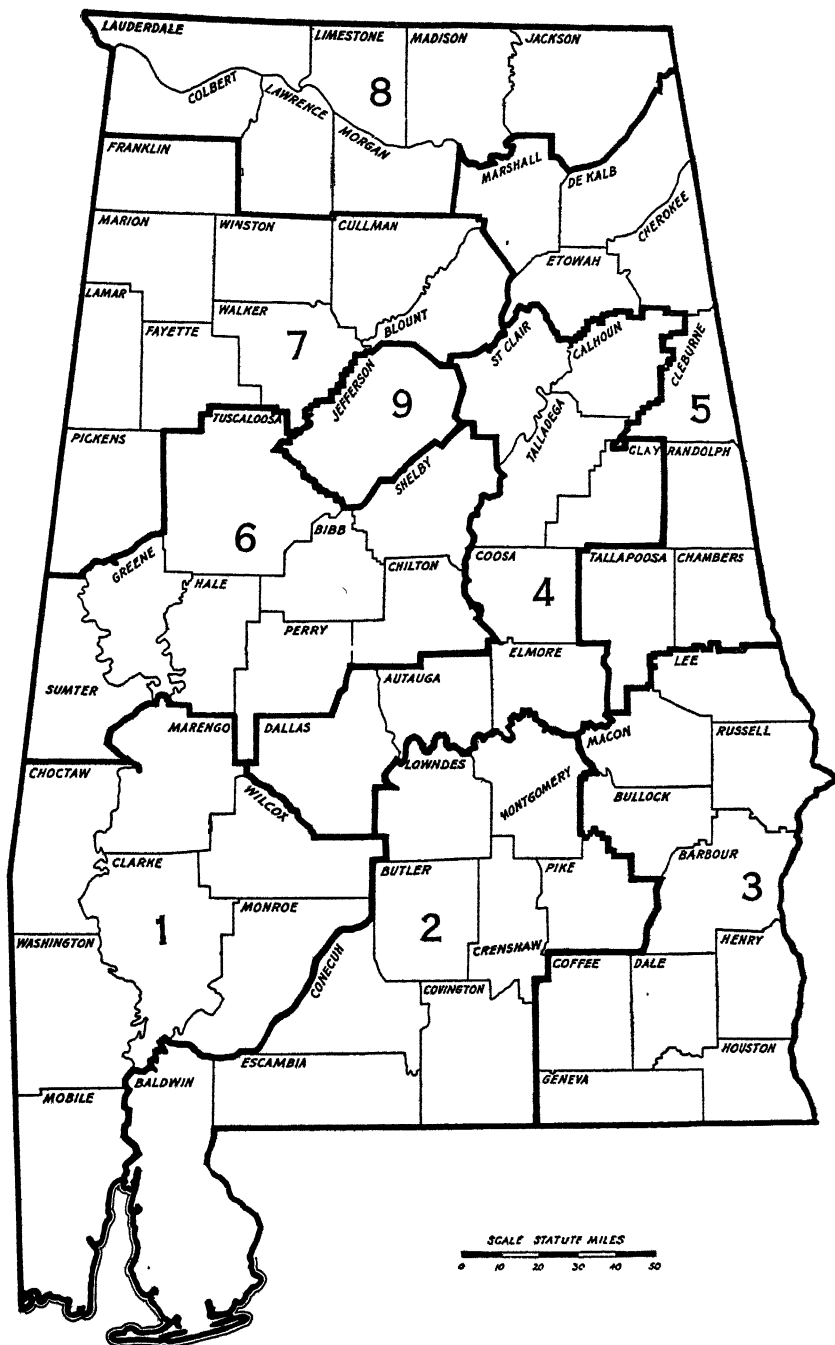 LAUDERDALE
LIMESTONE
MADISON
JACKSON
COLBERT
LAWRENCE
8
MORGAN
FRANKLIN
MARSHALL
DE KALB
MARION
WINSTON
CULLMAN
CHEROKEE
ETOWAH
LAMAR
WALKER
BLOUNT
FAYETTE
7
ST CLAIR
CALHOUN
CLEBURNE
JEFFERSON
9
5
TUSCALOOSA
PICKENS
TALLADEGA
SHELBY
CLAY
RANDOLPH
6
BIBB
GREENE
HALE
CHILTON
COOSA
TALLAPOOSA
CHAMBERS
4
PERRY
ELMORE
LEE
SUMTER
AUTAUGA
MARENGO
DALLAS
MACON
RUSSELL
CHOCTAW
WILCOX
LOWNDES
MONTGOMERY
BULLOCK
CLARKE
BUTLER
PIKE
BARBOUR
3
1
MONROE
2
WASHINGTON
CRENSHAW
HENRY
CONECUH
COFFEE
DALE
COVINGTON
HOUSTON
ESCAMBIA
GENEVA
MOBILE
BALDWIN
SCALE STATUTE MILES
0 10 20 30 40 50